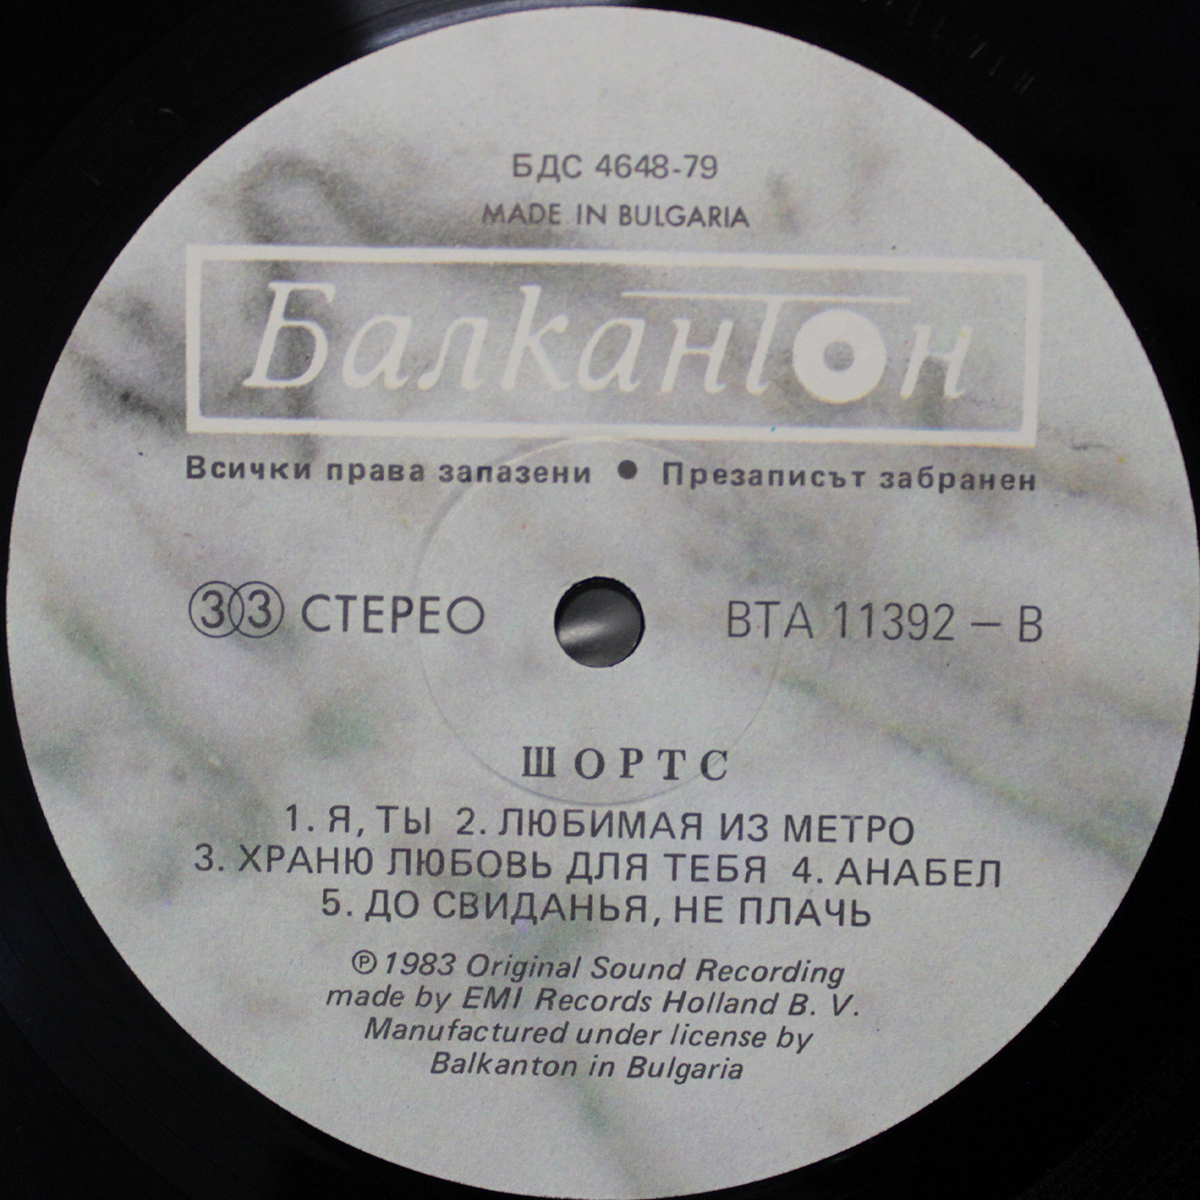 БДС 4648-79
MADE IN BULGARIA
Балкантон
Всички права запазени ● Презаписът забранен
33 СТЕРЕО
ВТА 11392 – В
ШОРТС
1. Я, ТЫ 2. ЛЮБИМАЯ ИЗ МЕТРО
3. ХРАНЮ ЛЮБОВЬ ДЛЯ ТЕБЯ 4. АНАБЕЛ
5. ДО СВИДАНЬЯ, НЕ ПЛАЧЬ
℗ 1983 Original Sound Recording
made by EMI Records Holland B. V.
Manufactured under license by
Balkanton in Bulgaria